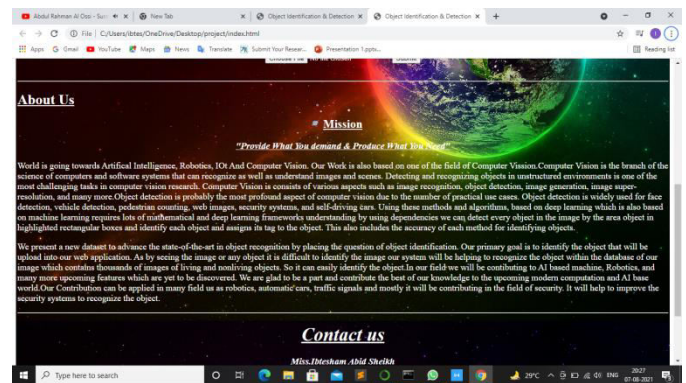 Abdul Rahman Al Ossi - Sur
New Tab
Object Identification & Detection
Object Identification & Detection
File | C:/Users/ibtes/OneDrive/Desktop/project/index.html
Apps Gmail YouTube Maps News Translate Submit Your Resear... Presentation 1.pptx... Reading list
Choose File No file chosen Submit
About Us
Mission
"Provide What You demand & Produce What You Need"
World is going towards Artifical Intelligence, Robotics, IOt And Computer Vision. Our Work is also based on one of the field of Computer Vission.Computer Vision is the branch of the
science of computers and software systems that can recognize as well as understand images and scenes. Detecting and recognizing objects in unstructured environments is one of the
most challenging tasks in computer vision research. Computer Vision is consists of various aspects such as image recognition, object detection, image generation, image super-
resolution, and many more.Object detection is probably the most profound aspect of computer vision due to the number of practical use cases. Object detection is widely used for face
detection, vehicle detection, pedestrian counting, web images, security systems, and self-driving cars. Using these methods and algorithms, based on deep learning which is also based
on machine learning requires lots of mathematical and deep learning frameworks understanding by using dependencies we can detect every object in the image by the area object in
highlighted rectangular boxes and identify each object and assigns its tag to the object. This also includes the accuracy of each method for identifying objects.
We present a new dataset to advance the state-of-the-art in object recognition by placing the question of object identification. Our primary goal is to identify the object that will be
upload into our web application. As by seeing the image or any object it is difficult to identify the image our system will be helping to recognize the object within the database of our
image which contains thousands of images of living and nonliving objects. So it can easily identify the object.In our field we will be contibuting to AI based machine, Robotics, and
many more upcoming features which are yet to be discovered. We are glad to be a part and contribute the best of our knowledge to the upcoming modern computation and AI base
world.Our Contribution can be applied in many field us as robotics, automatic cars, traffic signals and mostly it will be contributing in the field of security. It will help to improve the
security systems to recognize the object.
Contact us
Miss.Ibtesham Abid Sheikh
Type here to search
29°C ENG
20:27
07-08-2021